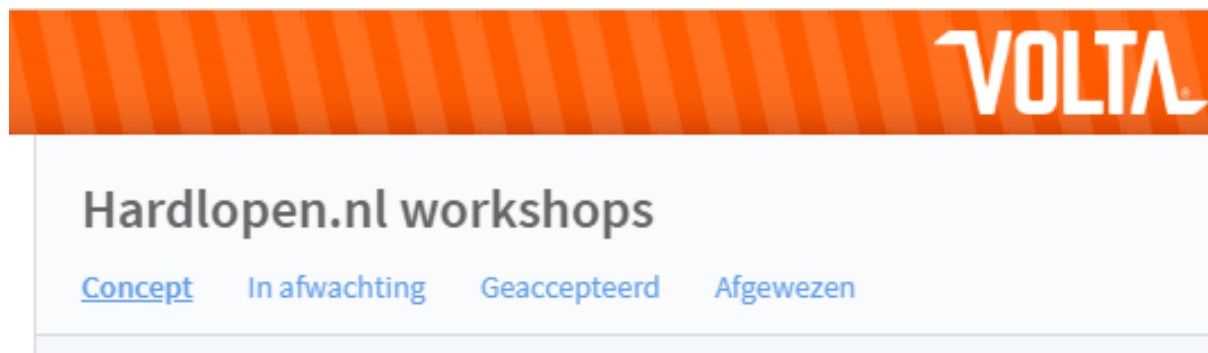 VOLTA
Hardlopen.nl workshops
Concept In afwachting Geaccepteerd Afgewezen